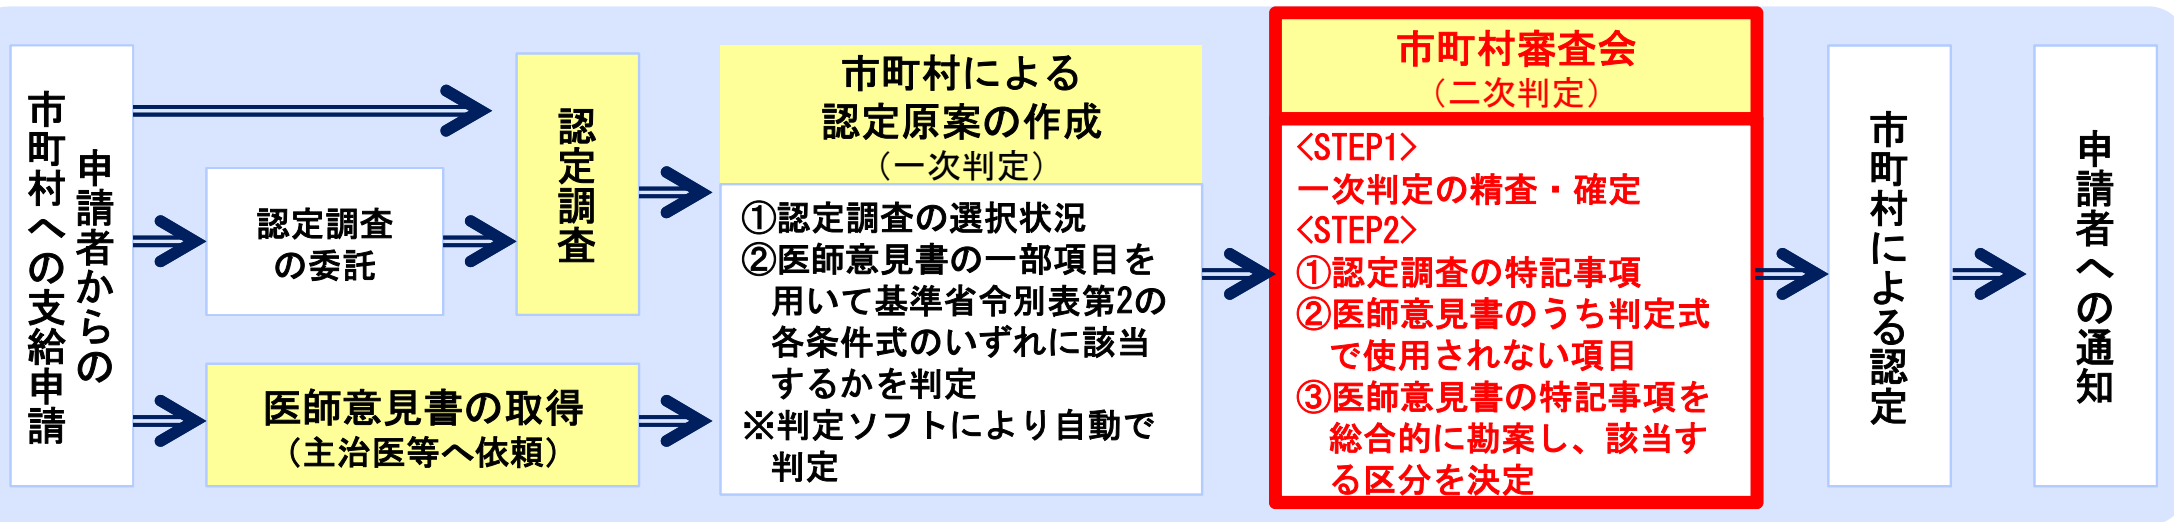 申請者からの
市町村への支給申請
認定調査
の委託
認定調査
医師意見書の取得
（主治医等へ依頼）
市町村による
認定原案の作成
（一次判定）
①認定調査の選択状況
②医師意見書の一部項目を
用いて基準省令別表第2の
各条件式のいずれに該当
するかを判定
※判定ソフトにより自動で
判定
市町村審査会
（二次判定）
<STEP1>
一次判定の精査・確定
<STEP2>
①認定調査の特記事項
②医師意見書のうち判定式
で使用されない項目
③医師意見書の特記事項を
総合的に勘案し、該当す
る区分を決定
市町村による認定
申請者への通知